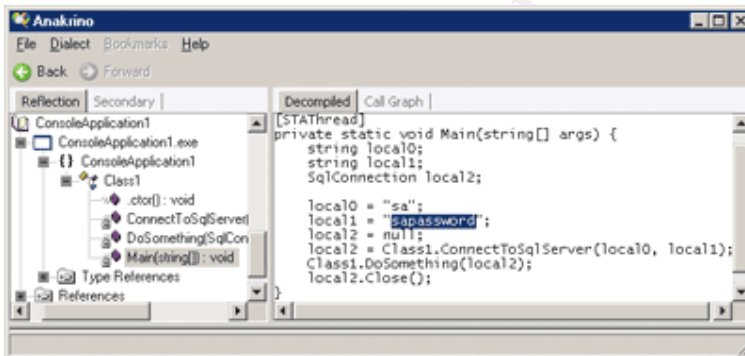 Anakrino
File Dialect Bookmarks Help
Back Forward
Reflection Secondary
ConsoleApplication1
ConsoleApplication1.exe
{} ConsoleApplication1
Class1
.ctor() : void
ConnectToSqlServer(
DoSomething(SqlCon
Main(string[]) : void
Type References
References
Decompiled Call Graph
[STAThread]
private static void Main(string[] args) {
string local0;
string local1;
SqlConnection local2;
local0 = "sa";
local1 = "sapassword";
local2 = null;
local2 = Class1.ConnectToSqlServer(local0, local1);
Class1.DoSomething(local2);
local2.Close();
}